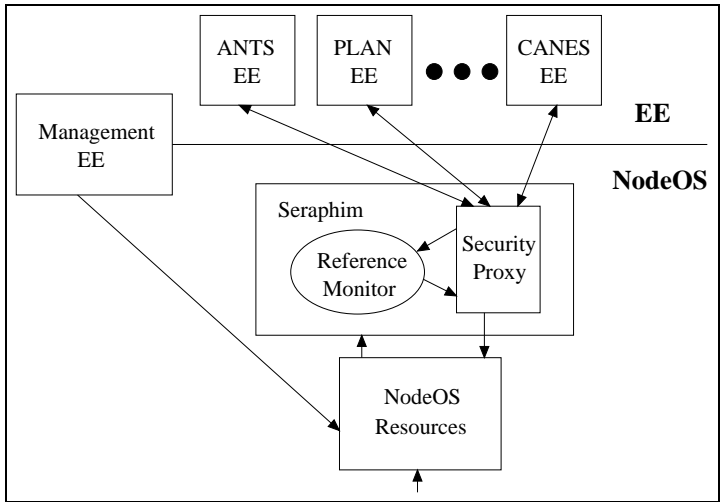 ANTS
EE
PLAN
EE
CANES
EE
Management
EE
EE
NodeOS
Seraphim
Security
Proxy
Reference
Monitor
NodeOS
Resources